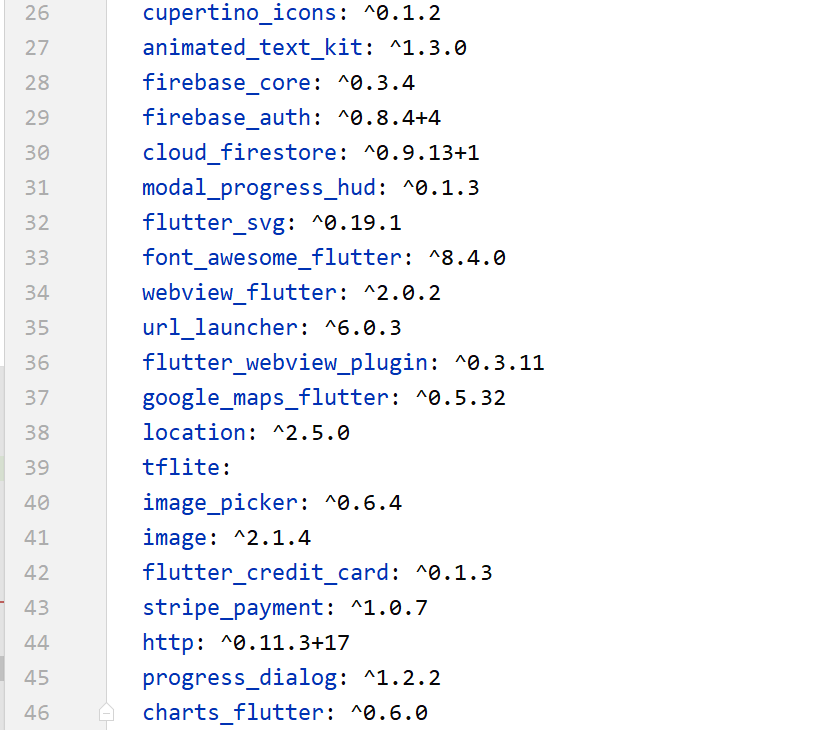 26 cupertino_icons: ^0.1.2
27 animated_text_kit: ^1.3.0
28 firebase_core: ^0.3.4
29 firebase_auth: ^0.8.4+4
30 cloud_firestore: ^0.9.13+1
31 modal_progress_hud: ^0.1.3
32 flutter_svg: ^0.19.1
33 font_awesome_flutter: ^8.4.0
34 webview_flutter: ^2.0.2
35 url_launcher: ^6.0.3
36 flutter_webview_plugin: ^0.3.11
37 google_maps_flutter: ^0.5.32
38 location: ^2.5.0
39 tflite:
40 image_picker: ^0.6.4
41 image: ^2.1.4
42 flutter_credit_card: ^0.1.3
43 stripe_payment: ^1.0.7
44 http: ^0.11.3+17
45 progress_dialog: ^1.2.2
46 charts_flutter: ^0.6.0